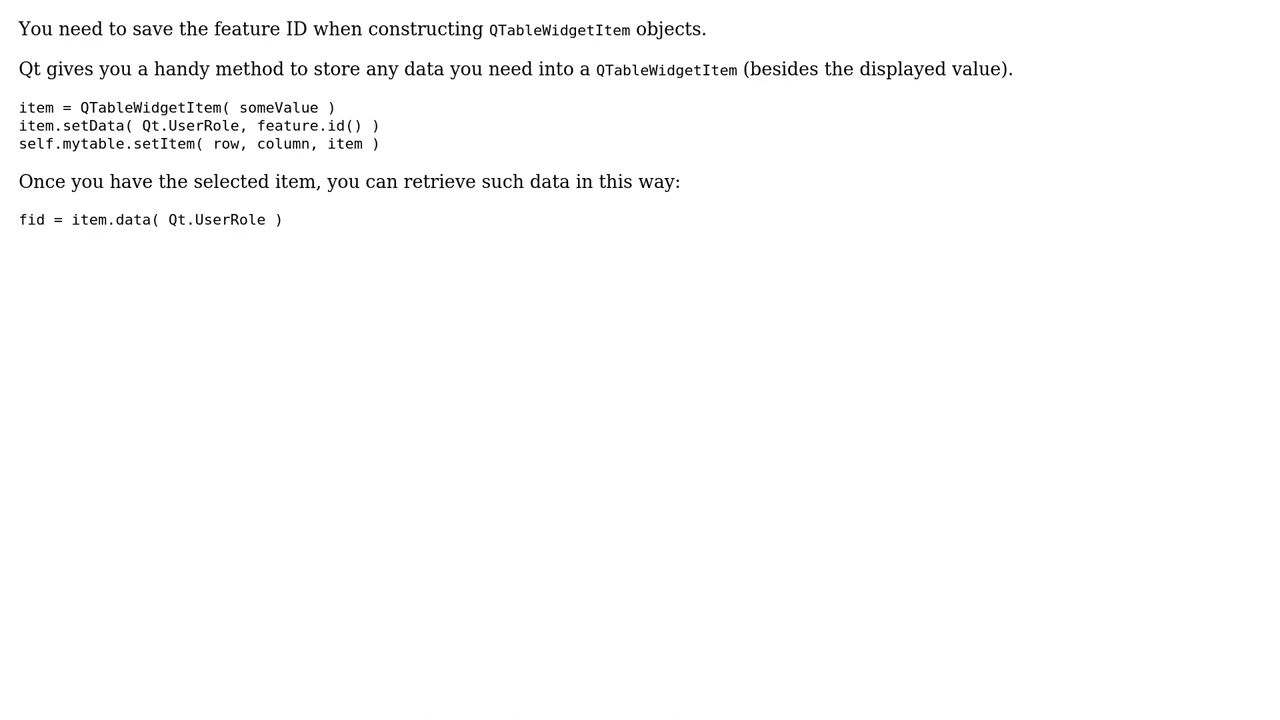 You need to save the feature ID when constructing QTableWidgetItem objects.
Qt gives you a handy method to store any data you need into a QTableWidgetItem (besides the displayed value).
item = QTableWidgetItem( someValue )
item.setData( Qt.UserRole, feature.id() )
self.mytable.setItem( row, column, item )
Once you have the selected item, you can retrieve such data in this way:
fid = item.data( Qt.UserRole )